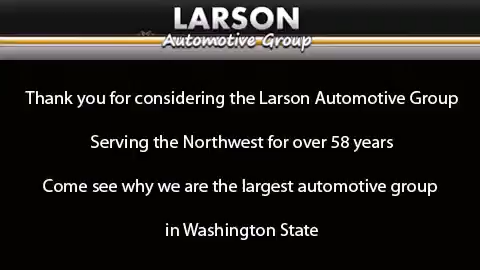 LARSON
Automotive Group
Thank you for considering the Larson Automotive Group
Serving the Northwest for over 58 years
Come see why we are the largest automotive group
in Washington State